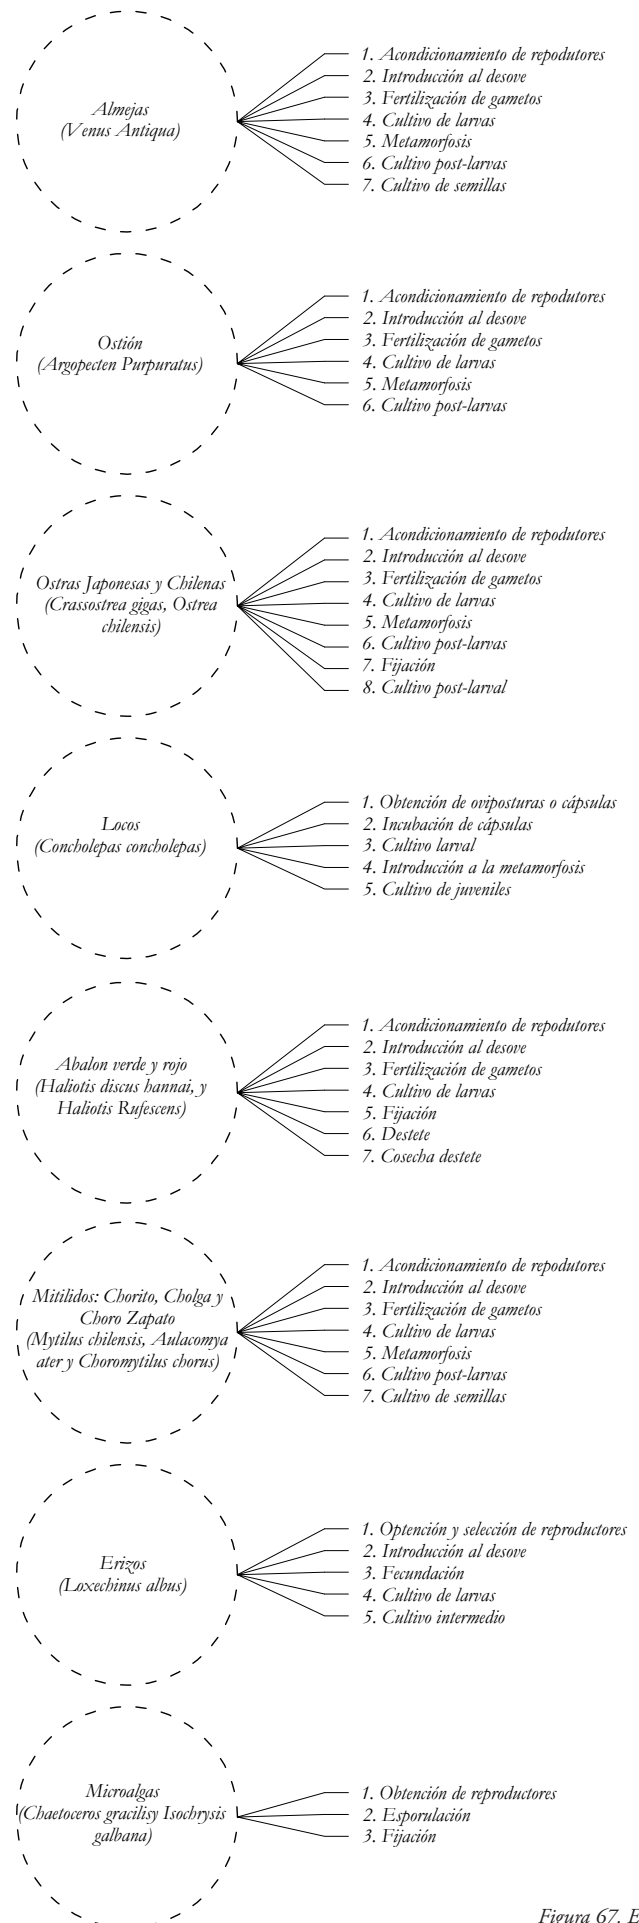 Almejas
(Venus Antiqua)
1. Acondicionamiento de repodutores
2. Introducción al desove
3. Fertilización de gametos
4. Cultivo de larvas
5. Metamorfosis
6. Cultivo post-larvas
7. Cultivo de semillas
Ostión
(Argopecten Purpuratus)
1. Acondicionamiento de repodutores
2. Introducción al desove
3. Fertilización de gametos
4. Cultivo de larvas
5. Metamorfosis
6. Cultivo post-larvas
Ostras Japonesas y Chilenas
(Crassostrea gigas, Ostrea
chilensis)
1. Acondicionamiento de repodutores
2. Introducción al desove
3. Fertilización de gametos
4. Cultivo de larvas
5. Metamorfosis
6. Cultivo post-larvas
7. Fijación
8. Cultivo post-larval
Locos
(Concholepas concholepas)
1. Obtención de oviposturas o cápsulas
2. Incubación de cápsulas
3. Cultivo larval
4. Introducción a la metamorfosis
5. Cultivo de juveniles
Abalon verde y rojo
(Haliotis discus hannai, y
Haliotis Rufescens)
1. Acondicionamiento de repodutores
2. Introducción al desove
3. Fertilización de gametos
4. Cultivo de larvas
5. Fijación
6. Destete
7. Cosecha destete
Mitilidos: Chorito, Cholga y
Choro Zapato
(Mytilus chilensis, Aulacomya
ater y Choromytilus chorus)
1. Acondicionamiento de repodutores
2. Introducción al desove
3. Fertilización de gametos
4. Cultivo de larvas
5. Metamorfosis
6. Cultivo post-larvas
7. Cultivo de semillas
Erizos
(Loxechinus albus)
1. Optención y selección de reproductores
2. Introducción al desove
3. Fecundación
4. Cultivo de larvas
5. Cultivo intermedio
Microalgas
(Chaetoceros gracilisy Isochrysis
galbana)
1. Obtención de reproductores
2. Esporulación
3. Fijación
Figura 67. E